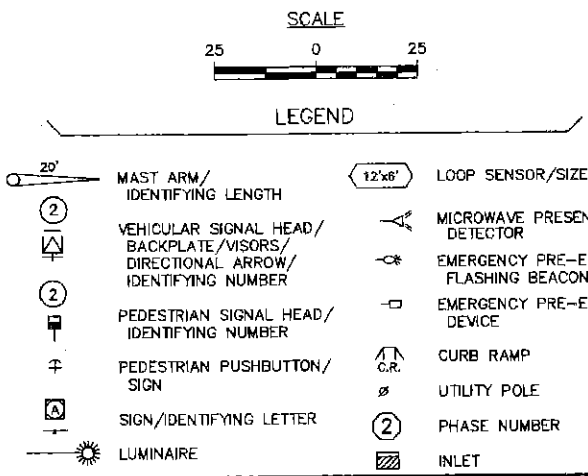 SCALE
25 0 25
LEGEND
20'
MAST ARM/
IDENTIFYING LENGTH
2
VEHICULAR SIGNAL HEAD/
BACKPLATE/VISORS/
DIRECTIONAL ARROW/
IDENTIFYING NUMBER
2
PEDESTRIAN SIGNAL HEAD/
IDENTIFYING NUMBER
PEDESTRIAN PUSHBUTTON/
SIGN
A
SIGN/IDENTIFYING LETTER
LUMINAIRE
12'x6'
LOOP SENSOR/SIZE
MICROWAVE PRESEN
DETECTOR
EMERGENCY PRE-E
FLASHING BEACON
EMERGENCY PRE-E
DEVICE
C.R.
CURB RAMP
UTILITY POLE
2
PHASE NUMBER
INLET